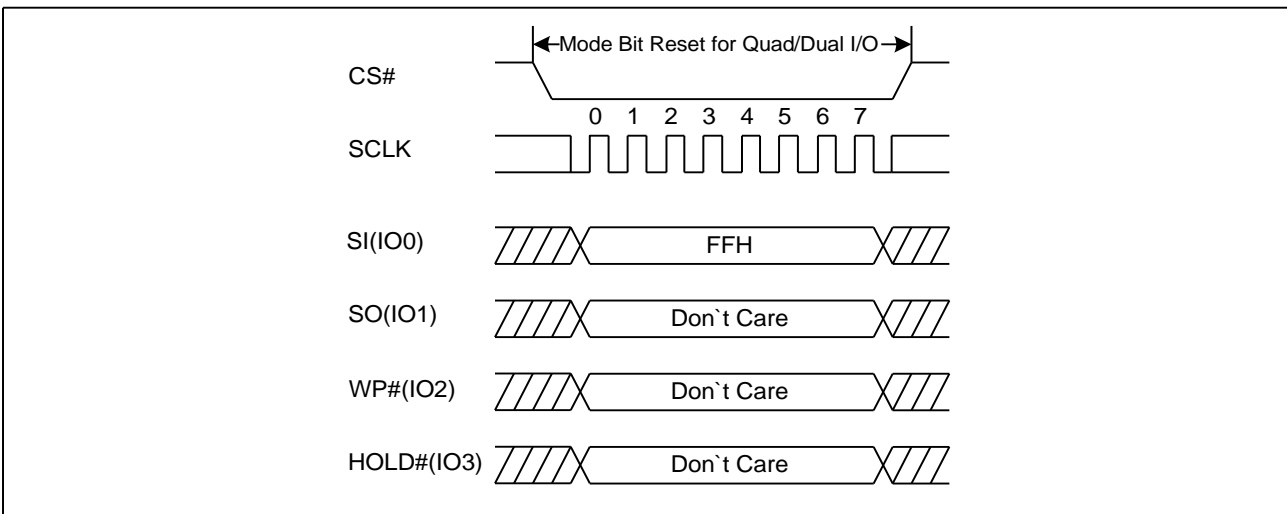 Mode Bit Reset for Quad/Dual I/O
CS#
0 1 2 3 4 5 6 7
SCLK
SI(IO0) FFH
SO(IO1) Don`t Care
WP#(IO2) Don`t Care
HOLD#(IO3) Don`t Care